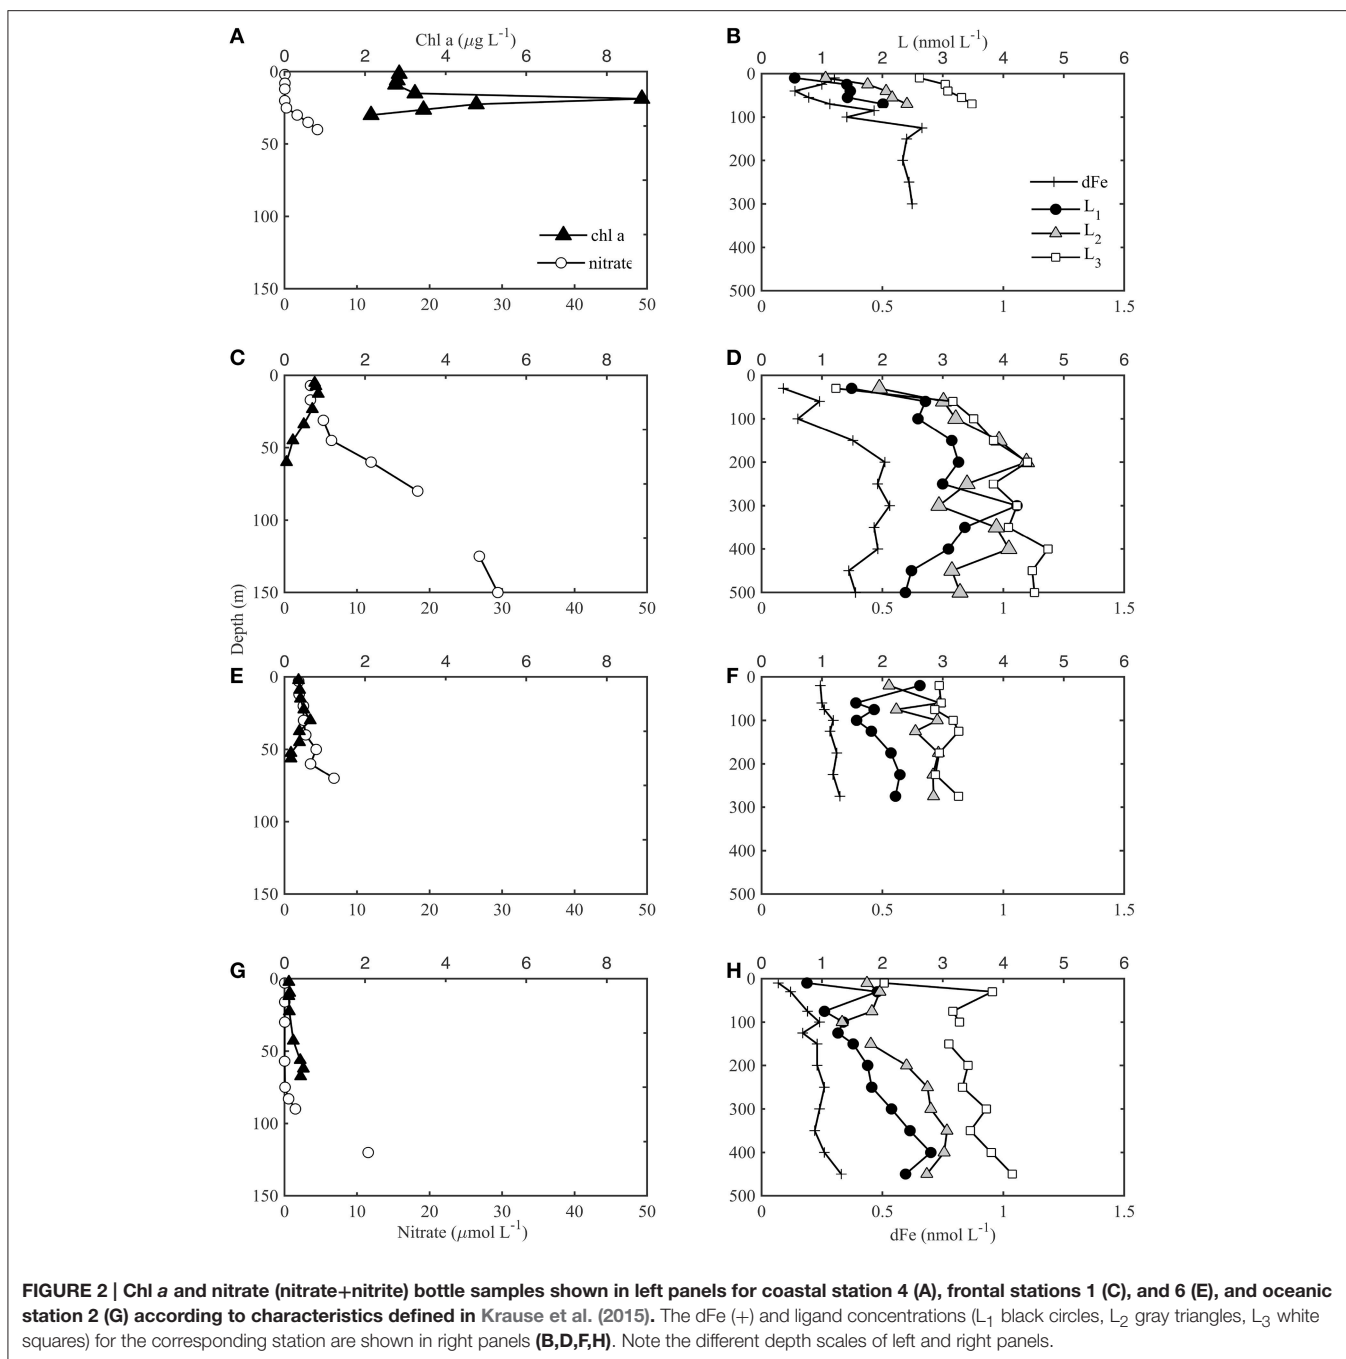 A
Chl a (μg L⁻¹)
0 2 4 6 8
0
50
100
150
chl a
nitrate
0 10 20 30 40 50
B
L (nmol L⁻¹)
0 1 2 3 4 5 6
0
100
200
300
400
500
dFe
L₁
L₂
L₃
0 0.5 1 1.5
C
0 2 4 6 8
0
50
100
150
0 10 20 30 40 50
Depth (m)
D
0 1 2 3 4 5 6
0
100
200
300
400
500
0 0.5 1 1.5
E
0 2 4 6 8
0
50
100
150
0 10 20 30 40 50
F
0 1 2 3 4 5 6
0
100
200
300
400
500
0 0.5 1 1.5
G
0 2 4 6 8
0
50
100
150
0 10 20 30 40 50
Nitrate (μmol L⁻¹)
H
0 1 2 3 4 5 6
0
100
200
300
400
500
0 0.5 1 1.5
dFe (nmol L⁻¹)
FIGURE 2 | Chl a and nitrate (nitrate+nitrite) bottle samples shown in left panels for coastal station 4 (A), frontal stations 1 (C), and 6 (E), and oceanic
station 2 (G) according to characteristics defined in Krause et al. (2015). The dFe (+) and ligand concentrations (L₁ black circles, L₂ gray triangles, L₃ white
squares) for the corresponding station are shown in right panels (B,D,F,H). Note the different depth scales of left and right panels.